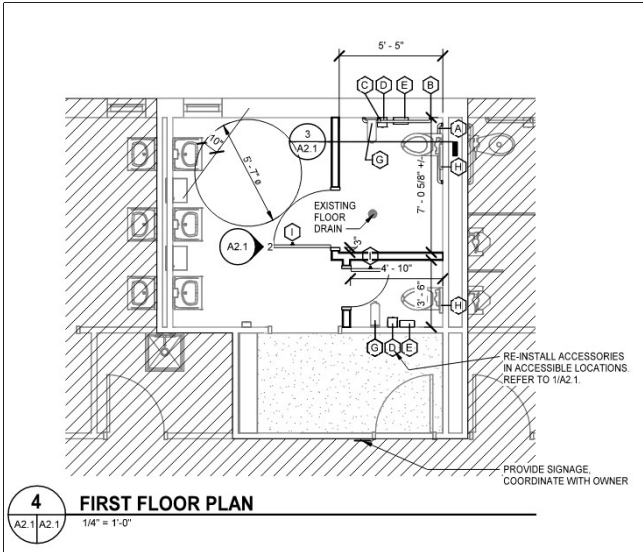 5' - 5"
C
D
E
B
A
10"
5' - 7" ø
3
A2.1
G
H
7' - 0 5/8" +/-
EXISTING
FLOOR
DRAIN
I
A2.1
2
3"
I
4' - 10"
3' - 6"
H
G
D
E
RE-INSTALL ACCESSORIES
IN ACCESSIBLE LOCATIONS.
REFER TO 1/A2.1.
PROVIDE SIGNAGE,
COORDINATE WITH OWNER
4
A2.1 A2.1
FIRST FLOOR PLAN
1/4" = 1'-0"